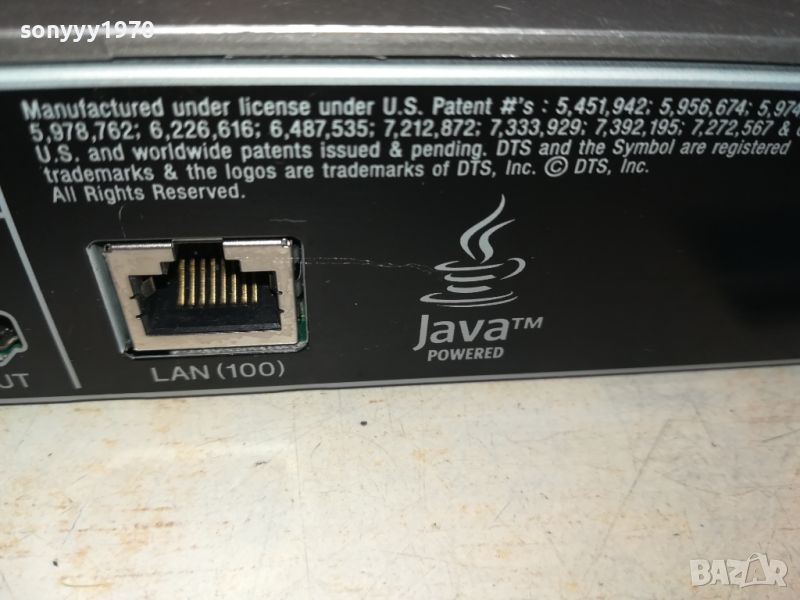 sonyyy1978
Manufactured under license under U.S. Patent #'s : 5,451,942; 5,956,674; 5,974
5,978,762; 6,226,616; 6,487,535; 7,212,872; 7,333,929; 7,392,195; 7,272,567 & 
U.S. and worldwide patents issued & pending. DTS and the Symbol are registered
trademarks & the logos are trademarks of DTS, Inc. © DTS, Inc.
All Rights Reserved.
Java™
POWERED
LAN (100)
UT
BAZAR